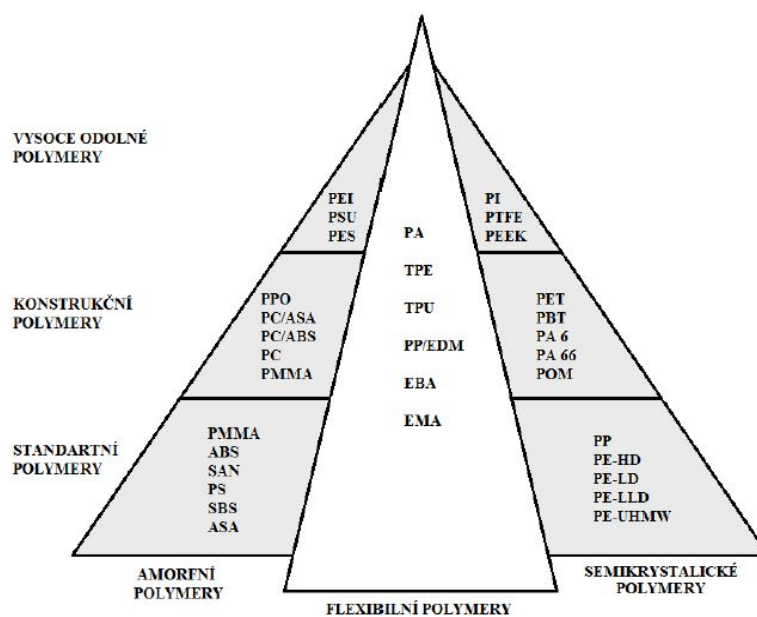 VYSOCE ODOLNÉ
POLYMERY
PEI
PSU
PES
PI
PTFE
PEEK
PA
TPE
TPU
PP/EDM
EBA
EMA
KONSTRUKČNÍ
POLYMERY
PPO
PC/ASA
PC/ABS
PC
PMMA
PET
PBT
PA 6
PA 66
POM
STANDARTNÍ
POLYMERY
PMMA
ABS
SAN
PS
SBS
ASA
PP
PE-HD
PE-LD
PE-LLD
PE-UHMW
AMORFNÍ
POLYMERY
FLEXIBILNÍ POLYMERY
SEMIKRYSTALICKÉ
POLYMERY